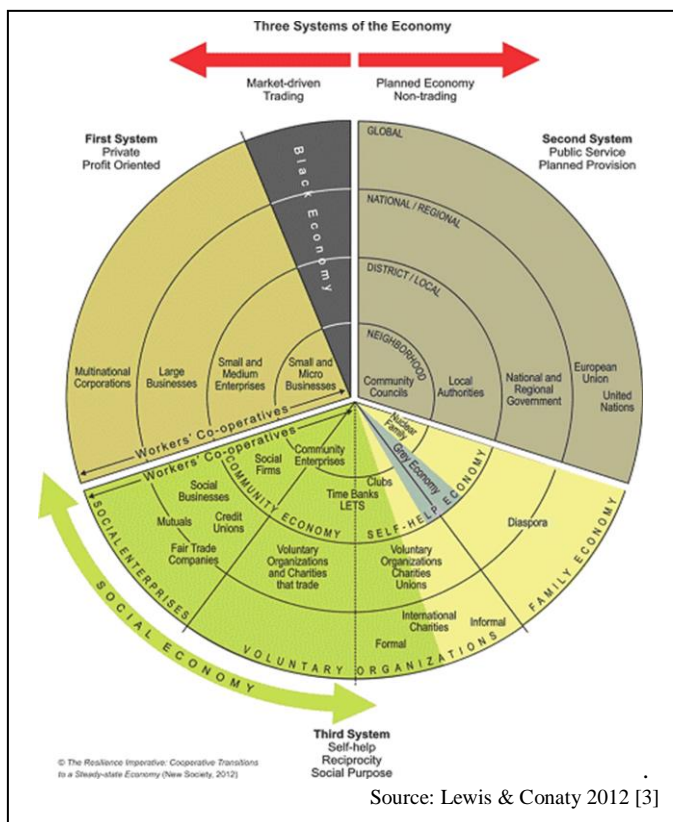 Three Systems of the Economy
Market-driven
Trading
Planned Economy
Non-trading
First System
Private
Profit Oriented
Second System
Public Service
Planned Provision
Black Economy
GLOBAL
NATIONAL / REGIONAL
DISTRICT / LOCAL
NEIGHBORHOOD
Multinational
Corporations
Large
Businesses
Small and
Medium
Enterprises
Small and
Micro
Businesses
Community
Councils
Local
Authorities
National and
Regional
Government
European
Union
United
Nations
Workers' Co-operatives
Workers' Co-operatives
Nuclear
Family
Grey Economy
Social
Firms
Community
Enterprises
Clubs
Time Banks
LETS
COMMUNITY ECONOMY
SELF-HELP ECONOMY
Social
Businesses
Mutuals
Credit
Unions
Fair Trade
Companies
Voluntary
Organizations
and Charities
that trade
Voluntary
Organizations
Charities
Unions
Diaspora
International
Charities
Formal
Informal
SOCIAL ENTERPRISES
VOLUNTARY ORGANIZATIONS
FAMILY ECONOMY
SOCIAL ECONOMY
Third System
Self-help
Reciprocity
Social Purpose
© The Resilience Imperative: Cooperative Transitions
to a Steady-state Economy (New Society, 2012)
.
Source: Lewis & Conaty 2012 [3]